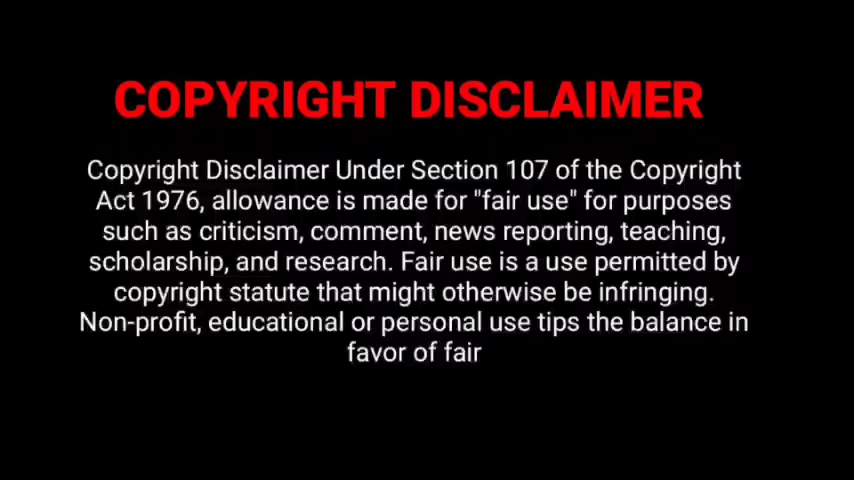 COPYRIGHT DISCLAIMER
Copyright Disclaimer Under Section 107 of the Copyright
Act 1976, allowance is made for "fair use" for purposes
such as criticism, comment, news reporting, teaching,
scholarship, and research. Fair use is a use permitted by
copyright statute that might otherwise be infringing.
Non-profit, educational or personal use tips the balance in
favor of fair